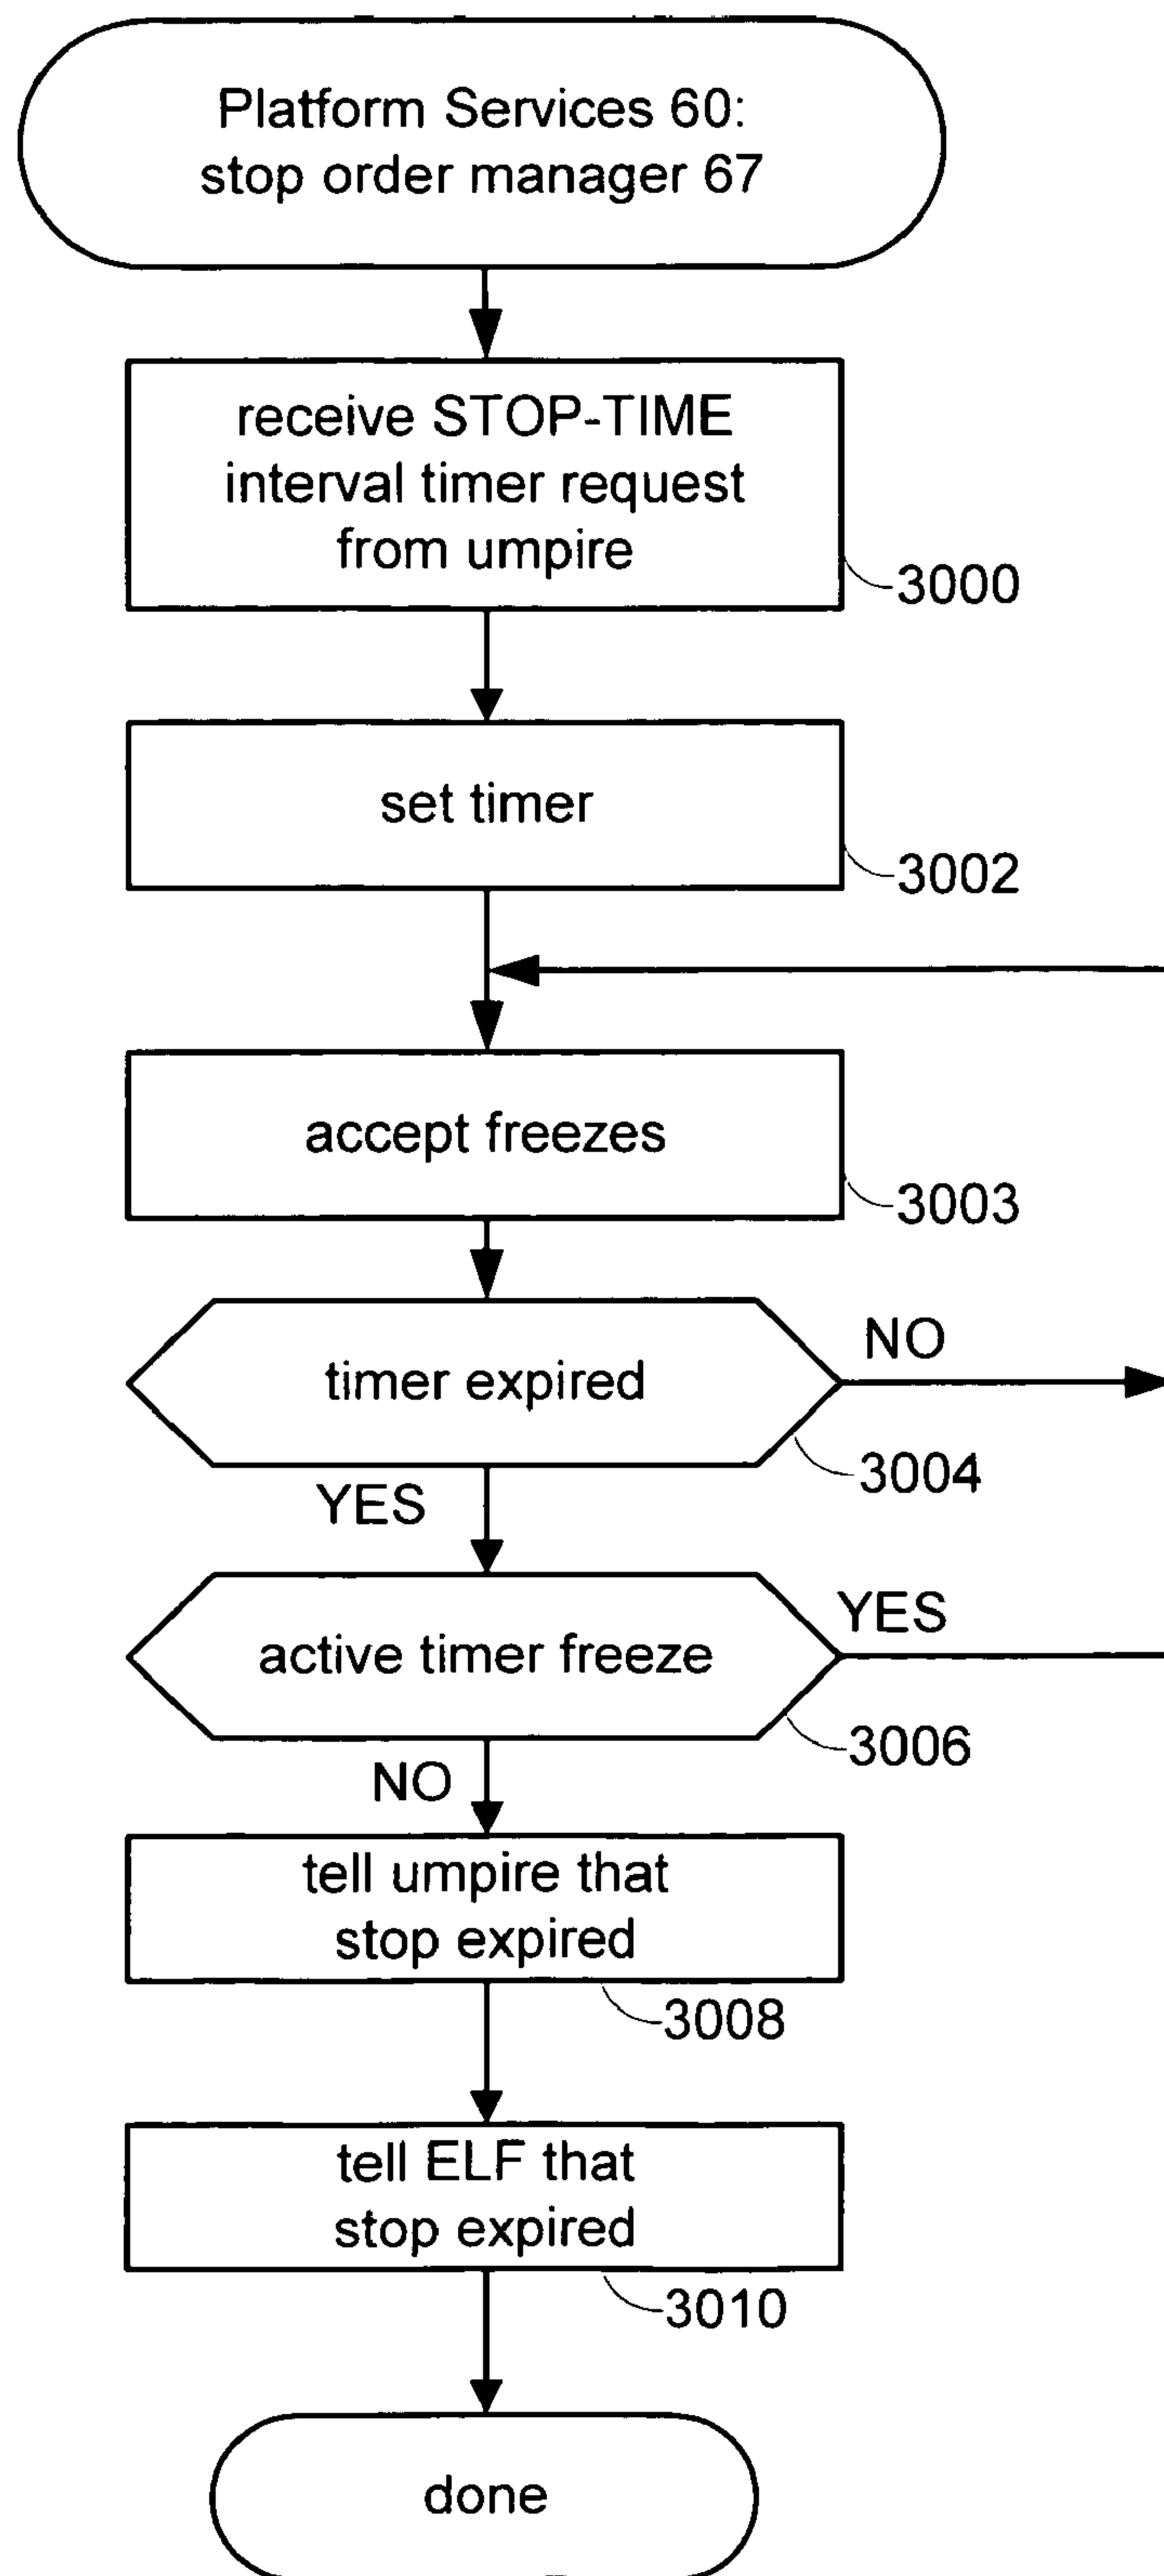 Platform Services 60:
stop order manager 67
receive STOP-TIME
interval timer request
from umpire
3000
set timer
3002
accept freezes
3003
timer expired
NO
3004
YES
active timer freeze
YES
3006
NO
tell umpire that
stop expired
3008
tell ELF that
stop expired
3010
done